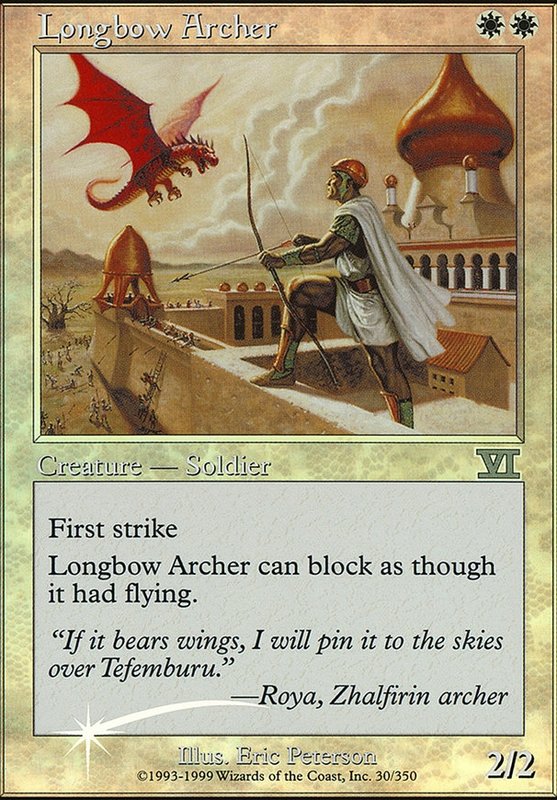 Longbow Archer
Creature — Soldier
VI
First strike
Longbow Archer can block as though
it had flying.
“If it bears wings, I will pin it to the skies
over Tefemburu.”
—Roya, Zhalfirin archer
Illus. Eric Peterson
©1993-1999 Wizards of the Coast, Inc. 30/350
2/2